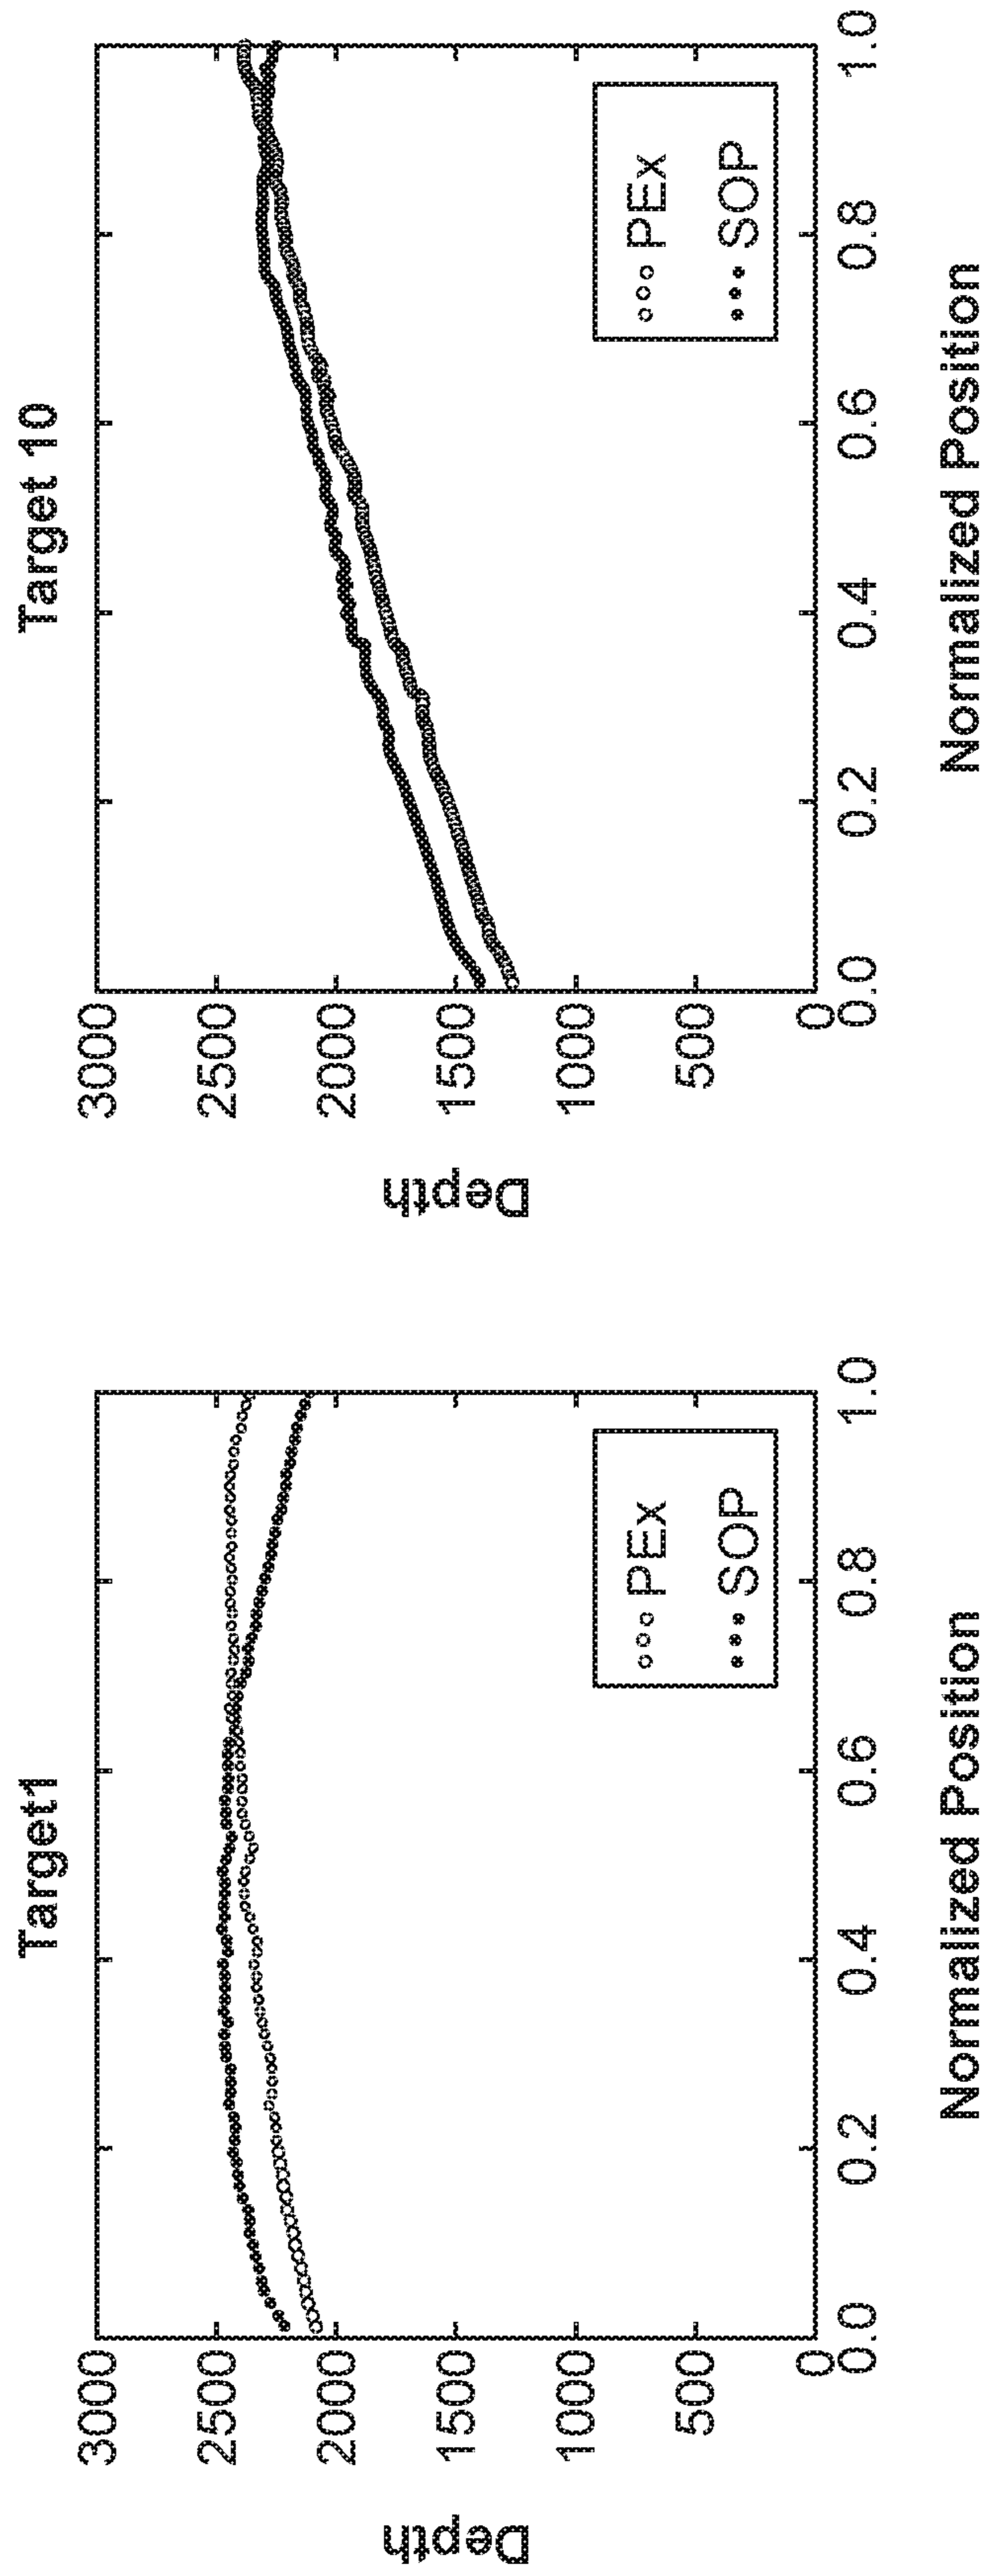 Target1
Depth
3000
2500
2000
1500
1000
500
0
0.0 0.2 0.4 0.6 0.8 1.0
Normalized Position
PEx
SOP
Target 10
Depth
3000
2500
2000
1500
1000
500
0
0.0 0.2 0.4 0.6 0.8 1.0
Normalized Position
PEx
SOP